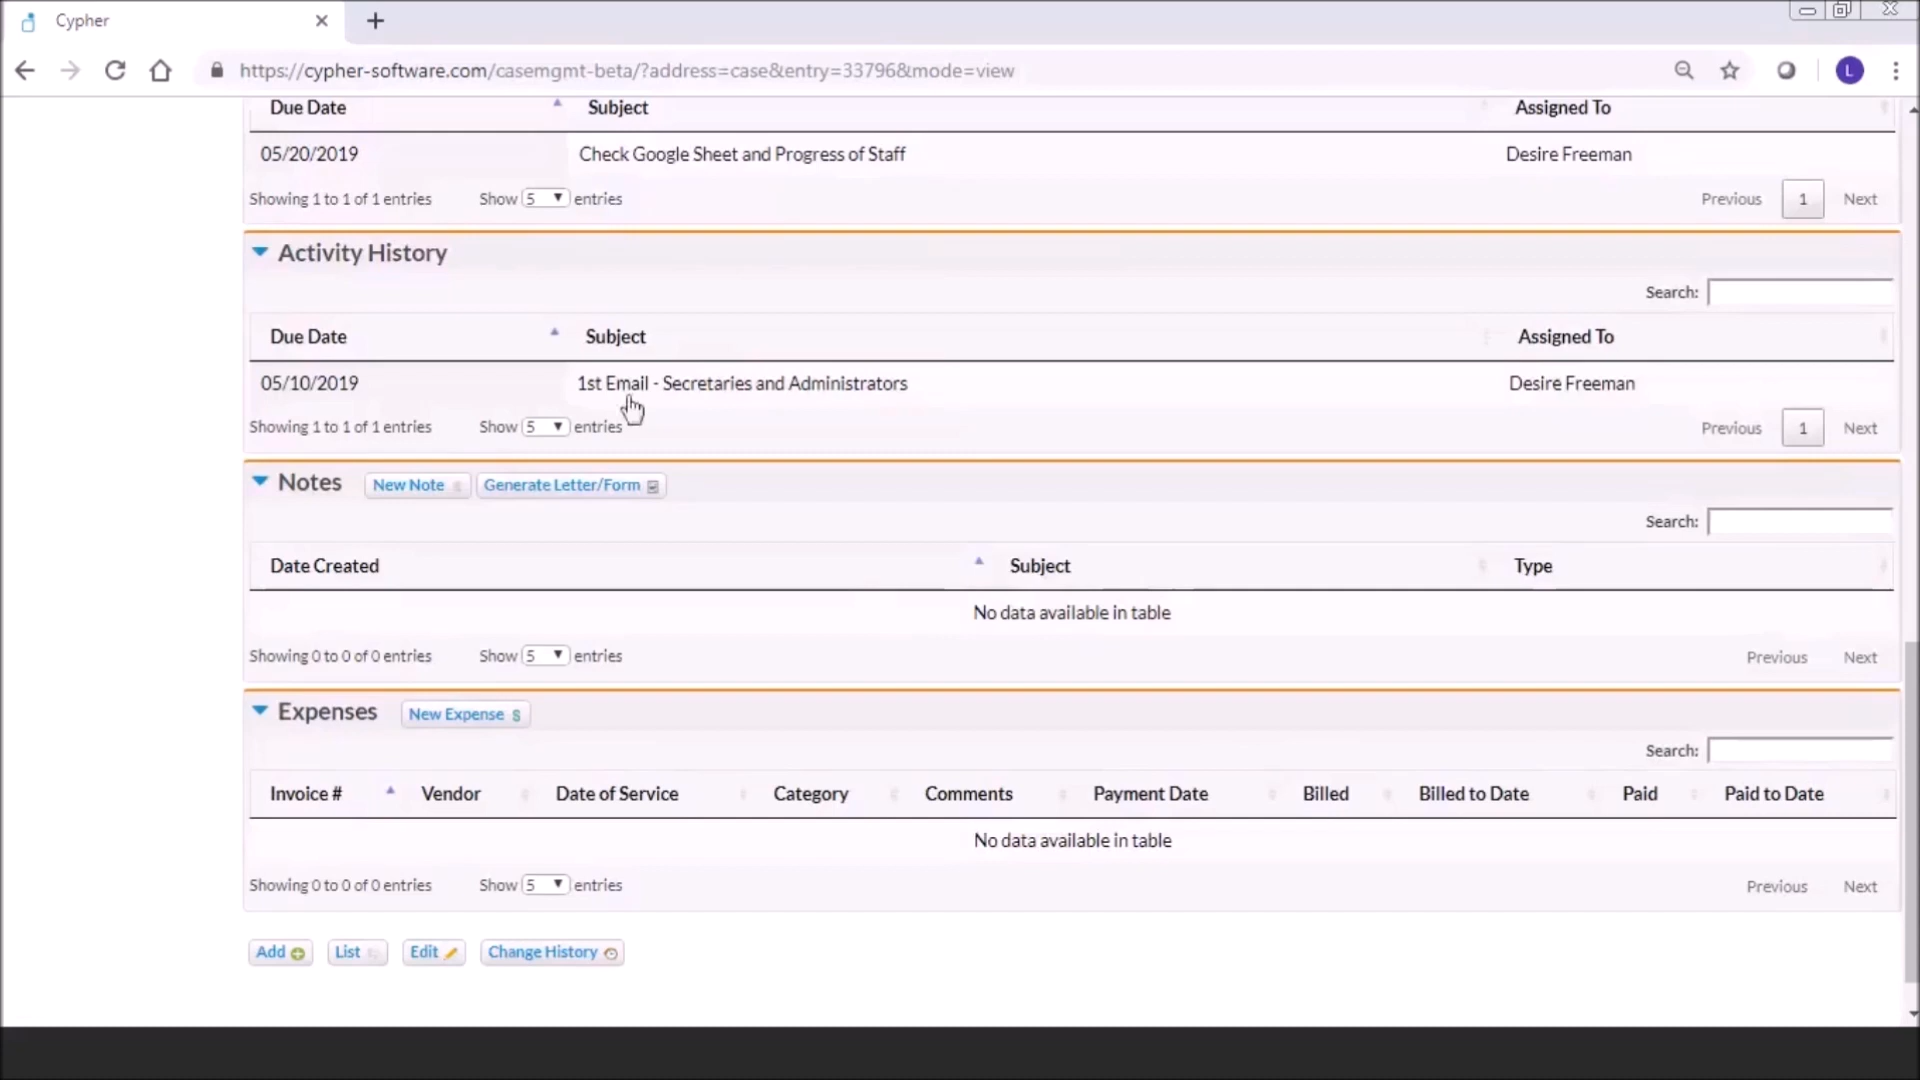 Cypher
https://cypher-software.com/casemgmt-beta/?address=case&entry=33796&mode=view
L
Due Date Subject Assigned To
05/20/2019 Check Google Sheet and Progress of Staff Desire Freeman
Showing 1 to 1 of 1 entries Show 5 entries Previous 1 Next
Activity History
Search:
Due Date Subject Assigned To
05/10/2019 1st Email - Secretaries and Administrators Desire Freeman
Showing 1 to 1 of 1 entries Show 5 entries Previous 1 Next
Notes New Note Generate Letter/Form
Search:
Date Created Subject Type
No data available in table
Showing 0 to 0 of 0 entries Show 5 entries Previous Next
Expenses New Expense $
Search:
Invoice # Vendor Date of Service Category Comments Payment Date Billed Billed to Date Paid Paid to Date
No data available in table
Showing 0 to 0 of 0 entries Show 5 entries Previous Next
Add List Edit Change History